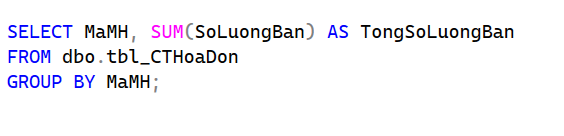 SELECT MaMH, SUM(SoLuongBan) AS TongSoLuongBan
FROM dbo.tbl_CTHoaDon
GROUP BY MaMH;